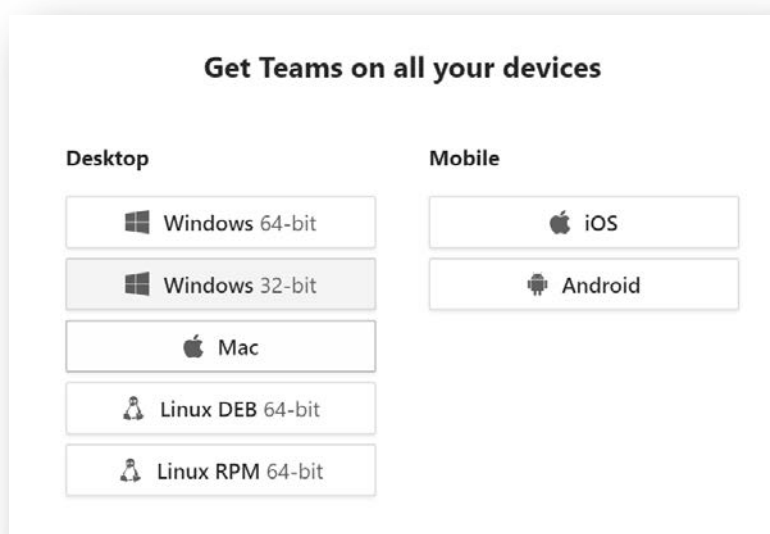 Get Teams on all your devices
Desktop
Windows 64-bit
Windows 32-bit
Mac
Linux DEB 64-bit
Linux RPM 64-bit
Mobile
iOS
Android